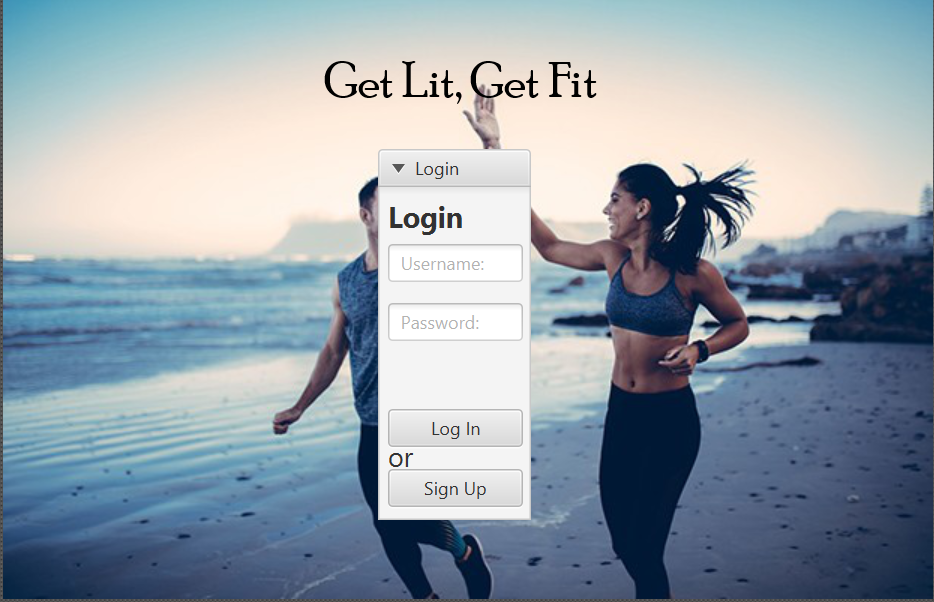 Get Lit, Get Fit
Login
Login
Username:
Password:
Log In
or
Sign Up